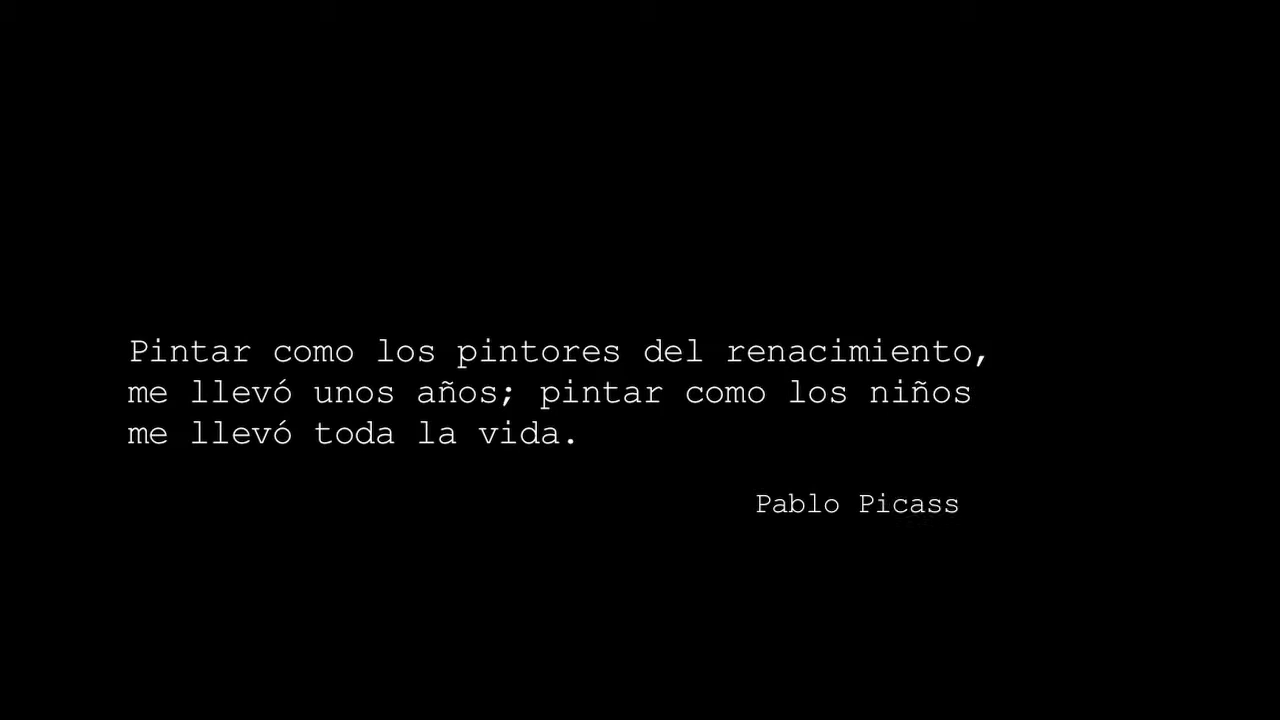 Pintar como los pintores del renacimiento,
me llevó unos años; pintar como los niños
me llevó toda la vida.
Pablo Picass